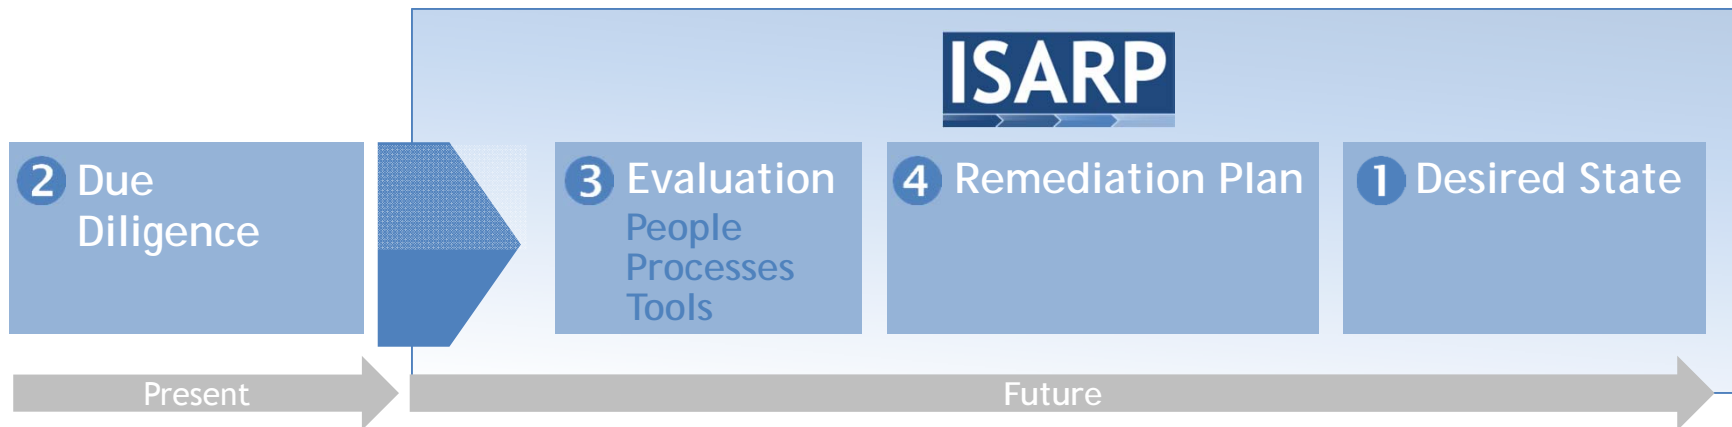 ISARP
2 Due
Diligence
3 Evaluation
People
Processes
Tools
4 Remediation Plan
1 Desired State
Present
Future